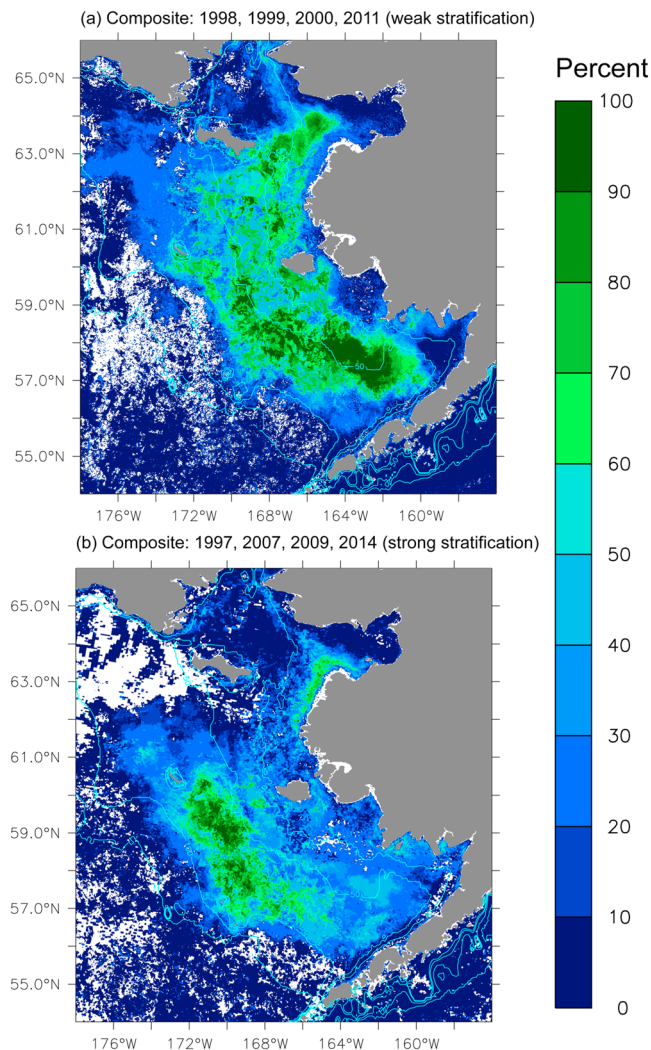 (a) Composite: 1998, 1999, 2000, 2011 (weak stratification)
65.0°N
63.0°N
61.0°N
59.0°N
57.0°N
55.0°N
50
176°W 172°W 168°W 164°W 160°W
(b) Composite: 1997, 2007, 2009, 2014 (strong stratification)
65.0°N
63.0°N
61.0°N
59.0°N
57.0°N
55.0°N
176°W 172°W 168°W 164°W 160°W
Percent
100
90
80
70
60
50
40
30
20
10
0